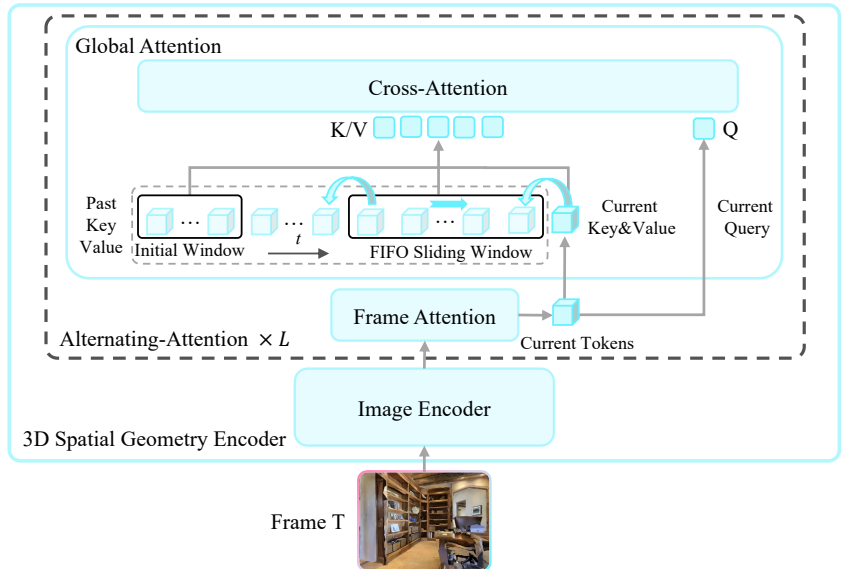 Global Attention
Cross-Attention
K/V
Q
Past
Key
Value
...
...
...
Initial Window
t
FIFO Sliding Window
Current
Key&Value
Current
Query
Frame Attention
Current Tokens
Alternating-Attention × L
Image Encoder
3D Spatial Geometry Encoder
Frame T